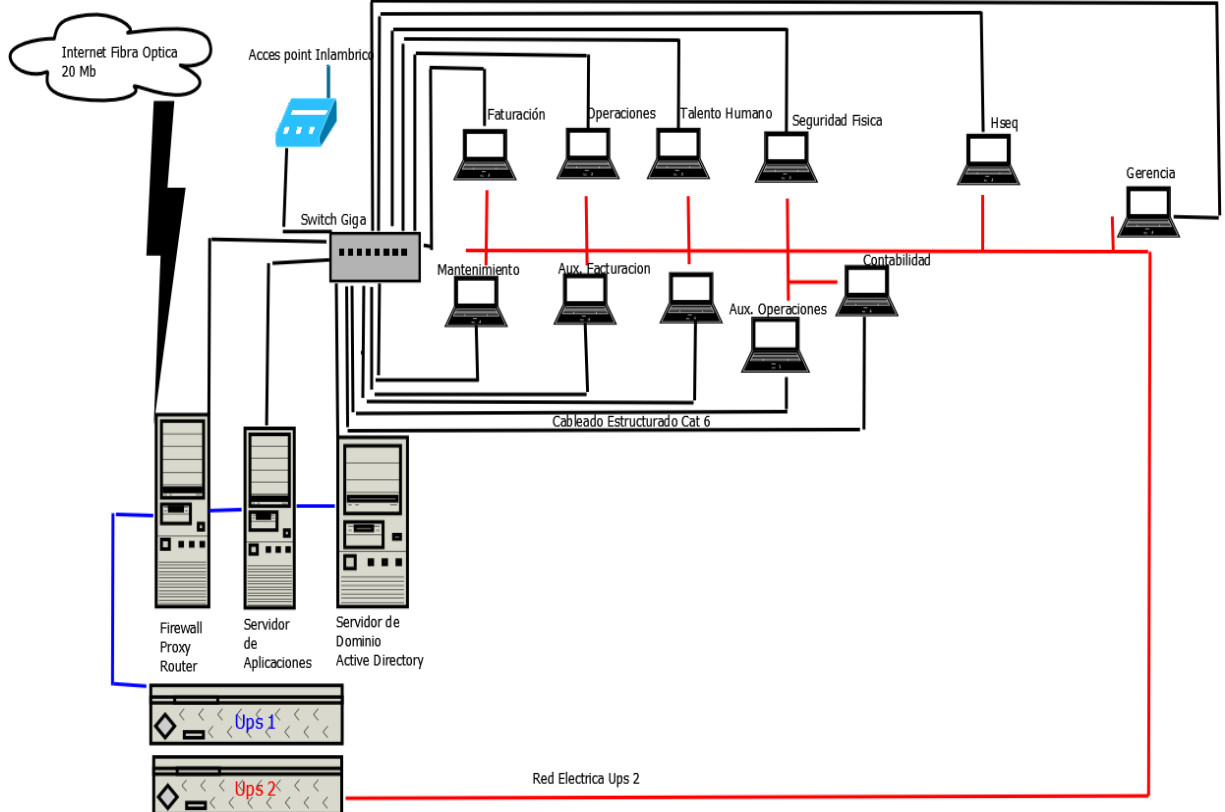 Internet Fibra Optica
20 Mb
Acces point Inlambrico
Faturación
Operaciones
Talento Humano
Seguridad Fisica
Hseq
Gerencia
Switch Giga
Mantenimiento
Aux. Facturacion
Contabilidad
Aux. Operaciones
Cableado Estructurado Cat 6
Firewall
Proxy
Router
Servidor
de
Aplicaciones
Servidor de
Dominio
Active Directory
Ups 1
Ups 2
Red Electrica Ups 2